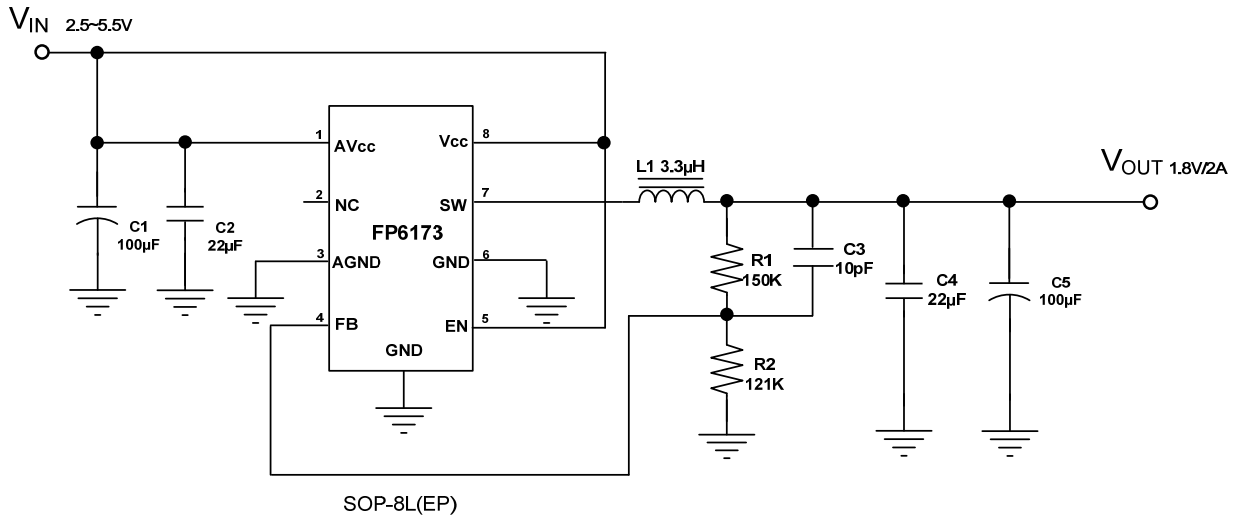 VIN 2.5~5.5V
1
AVcc
Vcc
8
2
NC
SW
7
FP6173
3
AGND
GND
6
4
FB
EN
5
GND
C1
100µF
C2
22µF
L1 3.3µH
VOUT 1.8V/2A
R1
150K
C3
10pF
C4
22µF
C5
100µF
R2
121K
SOP-8L(EP)